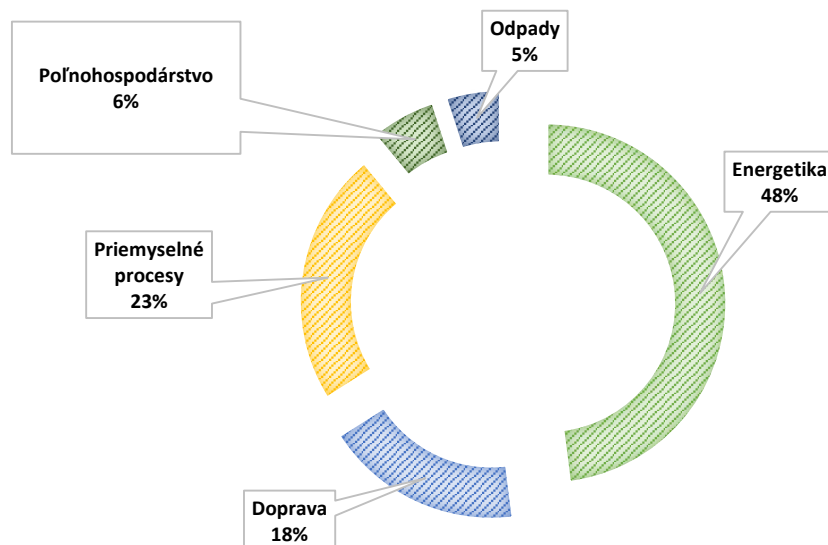 Odpady
5%
Poľnohospodárstvo
6%
Energetika
48%
Priemyselné
procesy
23%
Doprava
18%